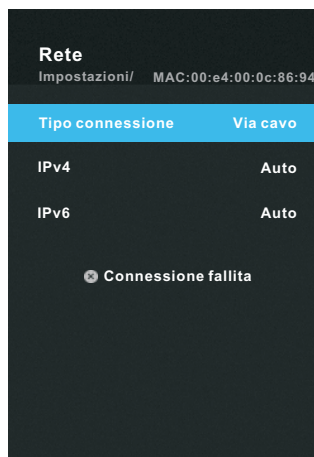 Rete
Impostazioni/ MAC:00:e4:00:0c:86:94
Tipo connessione Via cavo
IPv4 Auto
IPv6 Auto
Connessione fallita